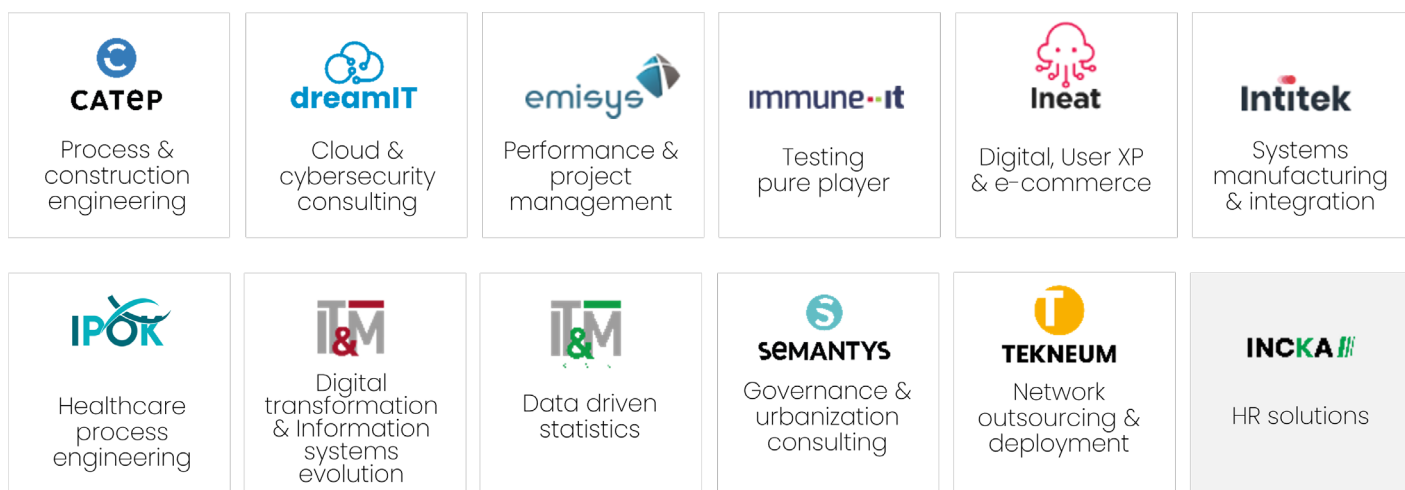 CATEP
Process &
construction
engineering
dreamIT
Cloud &
cybersecurity
consulting
emisys
Performance &
project
management
ımmune··ıt
Testing
pure player
Ineat
Digital, User XP
& e-commerce
Intitek
Systems
manufacturing
& integration
IPOK
Healthcare
process
engineering
IT&M
Digital
transformation
& Information
systems
evolution
IT&M
Data driven
statistics
S
SEMANTYS
Governance &
urbanization
consulting
T
TEKNEUM
Network
outsourcing &
deployment
INCKA
HR solutions